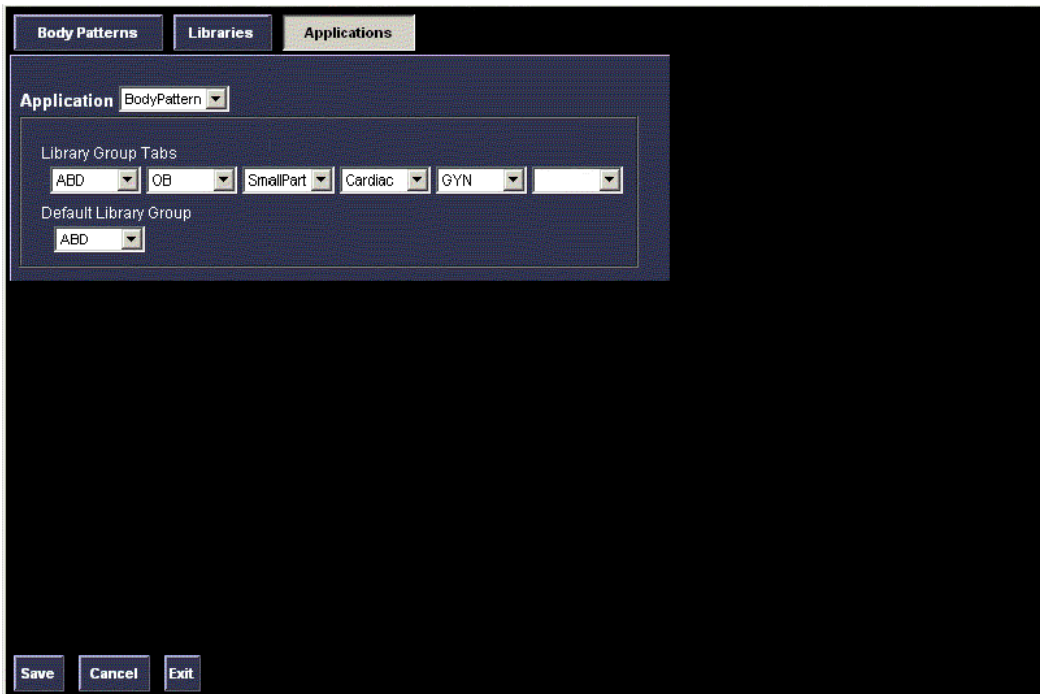 Body Patterns Libraries Applications
Application BodyPattern
Library Group Tabs
ABD OB SmallPart Cardiac GYN
Default Library Group
ABD
Save Cancel Exit